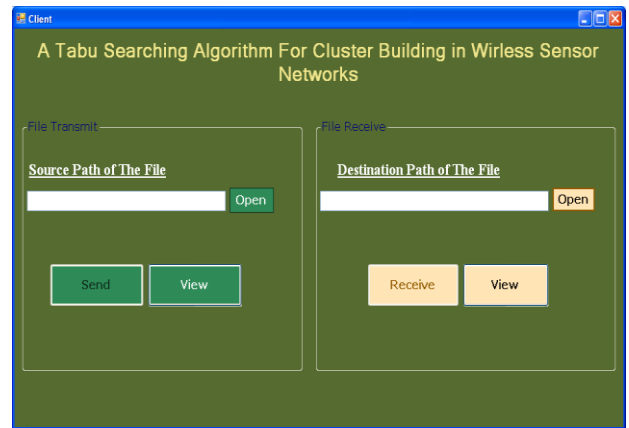 Client
A Tabu Searching Algorithm For Cluster Building in Wirless Sensor
Networks
File Transmit
Source Path of The File
Open
Send
View
File Receive
Destination Path of The File
Open
Receive
View